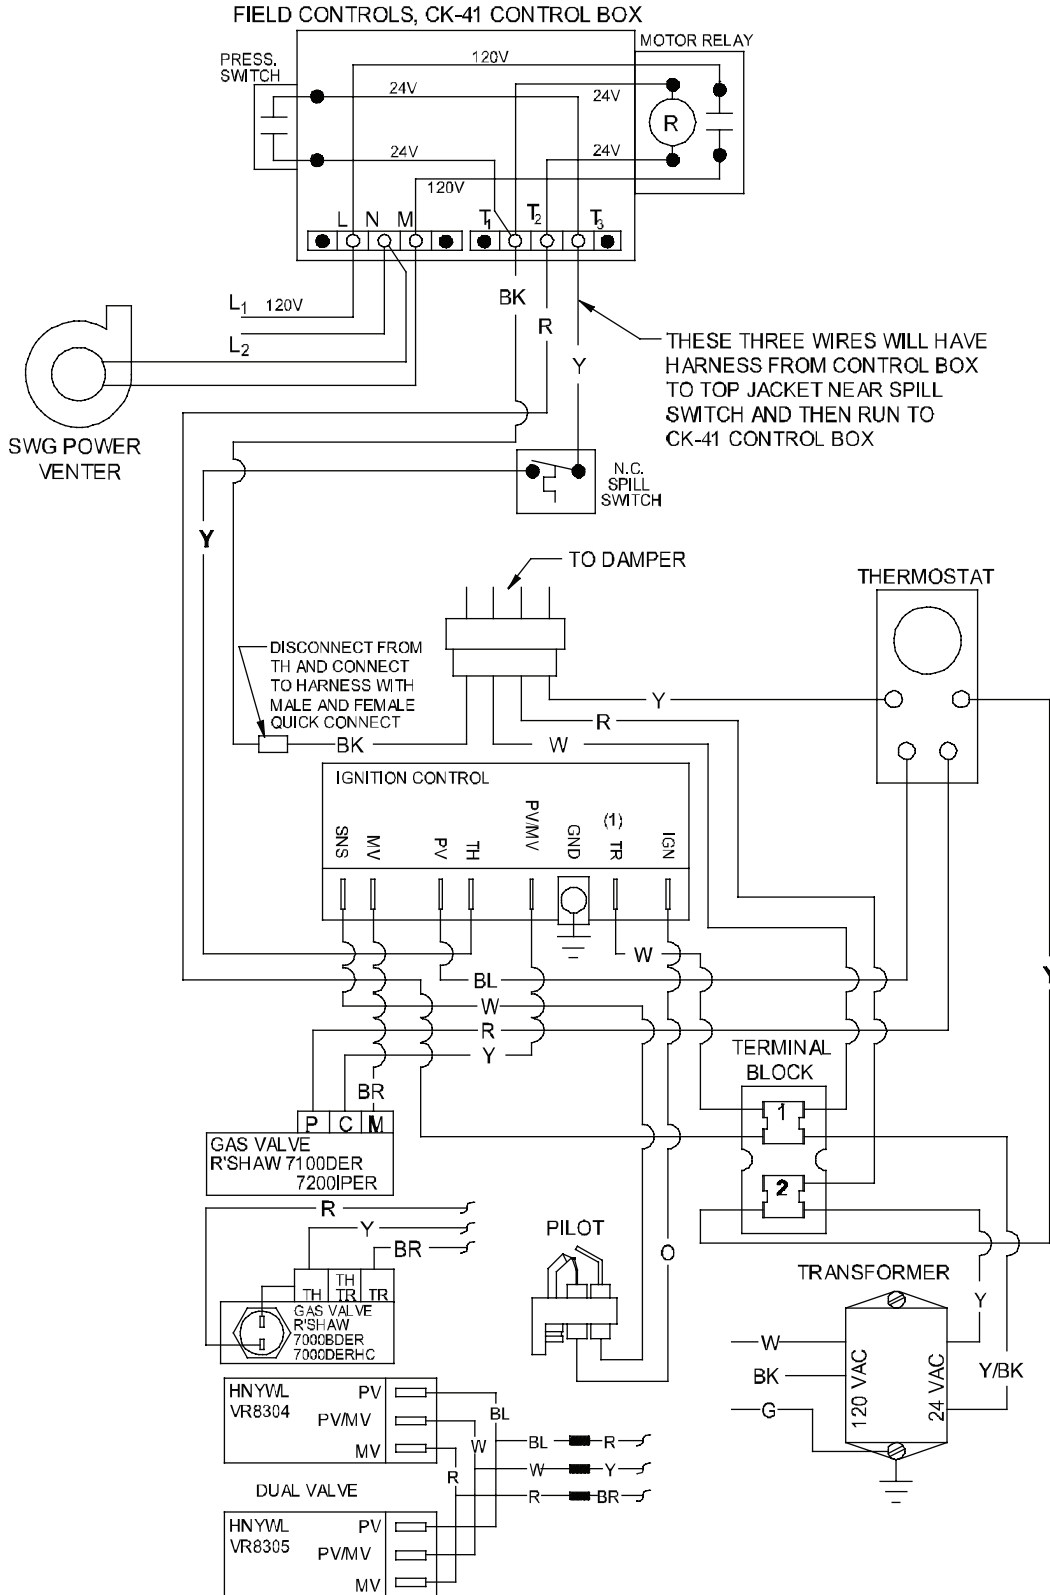 FIELD CONTROLS, CK-41 CONTROL BOX
MOTOR RELAY
PRESS.
SWITCH
120V
24V
24V
R
24V
24V
120V
L N M T1 T2 T3
BK
R
Y
L1 120V
L2
THESE THREE WIRES WILL HAVE
HARNESS FROM CONTROL BOX
TO TOP JACKET NEAR SPILL
SWITCH AND THEN RUN TO
CK-41 CONTROL BOX
SWG POWER
VENTER
N.C.
SPILL
SWITCH
Y
TO DAMPER
THERMOSTAT
DISCONNECT FROM
TH AND CONNECT
TO HARNESS WITH
MALE AND FEMALE
QUICK CONNECT
Y
R
BK
W
IGNITION CONTROL
SNS
MV
PV
TH
PV/MV
GND
(1)
TR
IGN
W
Y
BL
W
R
Y
BR
TERMINAL
BLOCK
1
2
P C M
GAS VALVE
R'SHAW 7100DER
7200IPER
R
Y
BR
PILOT
O
TH
TH
TR
TR
GAS VALVE
R'SHAW
7000BDER
7000DERHC
TRANSFORMER
Y
W
BK
G
120 VAC
24 VAC
Y/BK
HNYWL
VR8304
PV
PV/MV
MV
BL
W
R
BL R
W Y
R BR
DUAL VALVE
HNYWL
VR8305
PV
PV/MV
MV